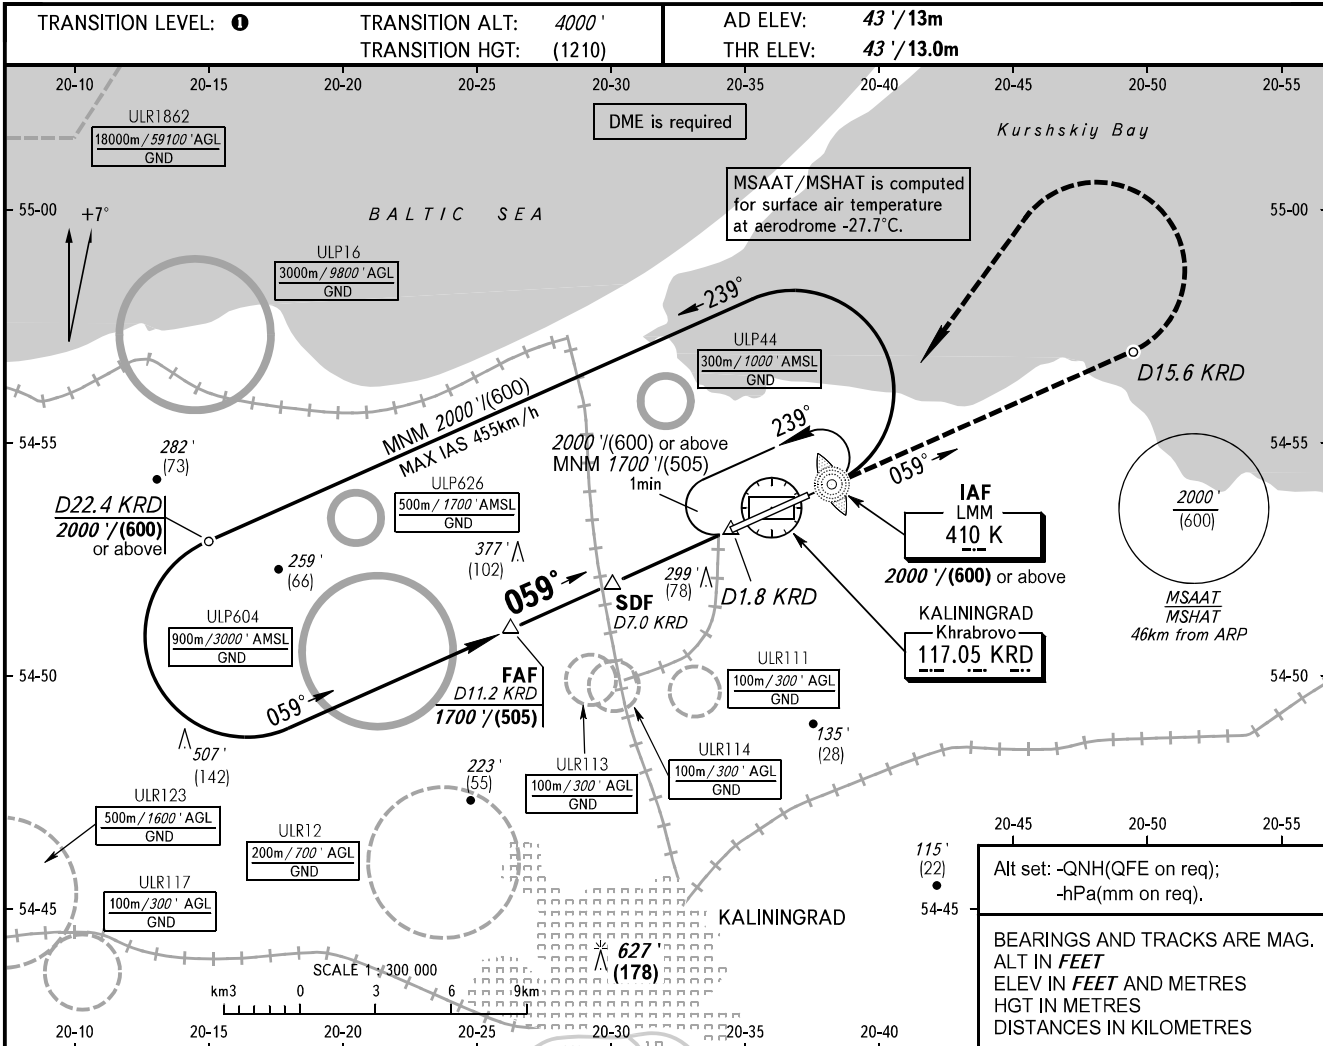 TRANSITION LEVEL: ❶
TRANSITION ALT: 4000 '
TRANSITION HGT: (1210)
AD ELEV: 43 '/13m
THR ELEV: 43 '/13.0m
20-10 20-15 20-20 20-25 20-30 20-35 20-40 20-45 20-50 20-55
ULR1862
18000m/59100 ' AGL
GND
DME is required
Kurshskiy Bay
MSAAT/MSHAT is computed
for surface air temperature
at aerodrome -27.7°C.
55-00
55-00
+7°
BALTIC SEA
ULP16
3000m/9800 ' AGL
GND
239°
ULP44
300m/1000 ' AMSL
GND
D15.6 KRD
MNM 2000 '/(600)
MAX IAS 455km/h
239°
2000 '/(600) or above
MNM 1700 '/(505)
1min
54-55
54-55
282 '
(73)
059°
D22.4 KRD
2000 '/(600)
or above
ULP626
500m/1700 ' AMSL
GND
IAF
LMM
410 K
2000 '/(600) or above
2000 '
(600)
MSAAT
MSHAT
46km from ARP
259 '
(66)
377 '
(102)
059°
299 '
(78)
D1.8 KRD
SDF
D7.0 KRD
KALININGRAD
Khrabrovo
117.05 KRD
ULP604
900m/3000 ' AMSL
GND
54-50
54-50
FAF
D11.2 KRD
1700 '/(505)
059°
ULR111
100m/300 ' AGL
GND
507 '
(142)
135 '
(28)
223 '
(55)
ULR113
100m/300 ' AGL
GND
ULR114
100m/300 ' AGL
GND
ULR123
500m/1600 ' AGL
GND
ULR12
200m/700 ' AGL
GND
ULR117
100m/300 ' AGL
GND
20-45 20-50 20-55
115 '
(22)
54-45
54-45
KALININGRAD
627 '
(178)
SCALE 1 : 300 000
km3 0 3 6 9km
Alt set: -QNH(QFE on req);
-hPa(mm on req).
BEARINGS AND TRACKS ARE MAG.
ALT IN FEET
ELEV IN FEET AND METRES
HGT IN METRES
DISTANCES IN KILOMETRES
20-10 20-15 20-20 20-25 20-30 20-35 20-40